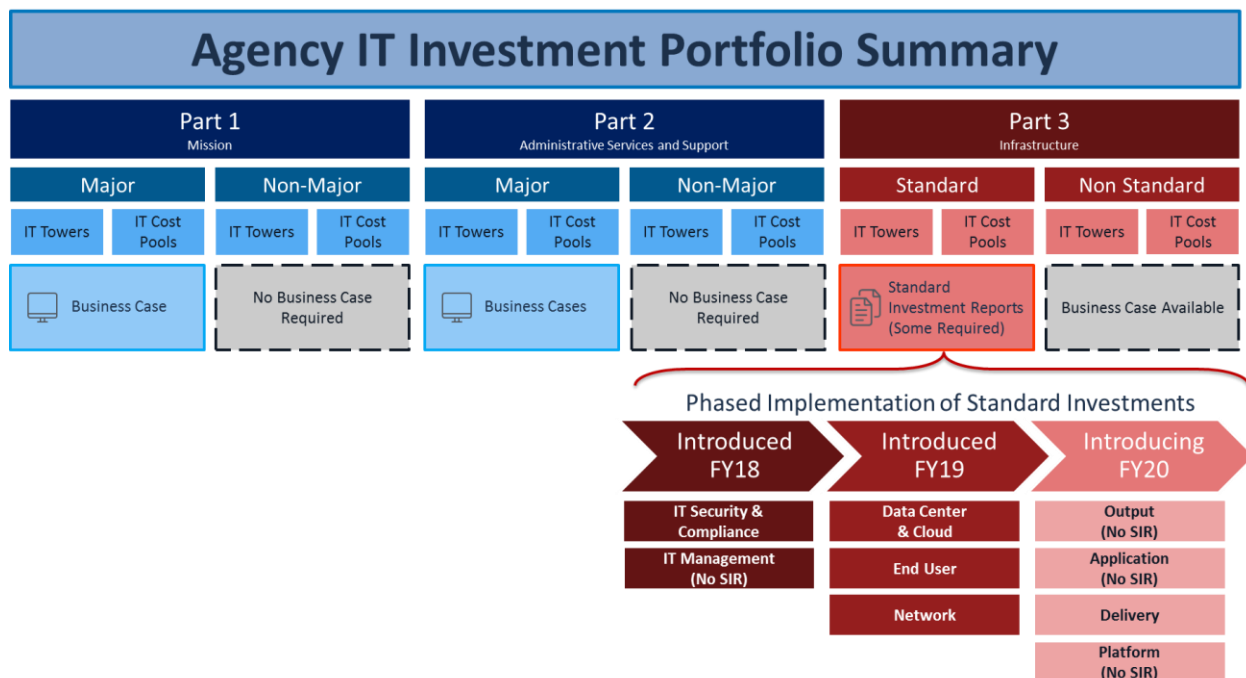 Agency IT Investment Portfolio Summary
Part 1
Mission
Part 2
Administrative Services and Support
Part 3
Infrastructure
Major
Non-Major
Major
Non-Major
Standard
Non Standard
IT Towers
IT Cost
Pools
IT Towers
IT Cost
Pools
IT Towers
IT Cost
Pools
IT Towers
IT Cost
Pools
IT Towers
IT Cost
Pools
IT Towers
IT Cost
Pools
Business Case
No Business Case
Required
Business Cases
No Business Case
Required
Standard
Investment Reports
(Some Required)
Business Case Available
Phased Implementation of Standard Investments
Introduced
FY18
Introduced
FY19
Introducing
FY20
IT Security &
Compliance
IT Management
(No SIR)
Data Center
& Cloud
End User
Network
Output
(No SIR)
Application
(No SIR)
Delivery
Platform
(No SIR)